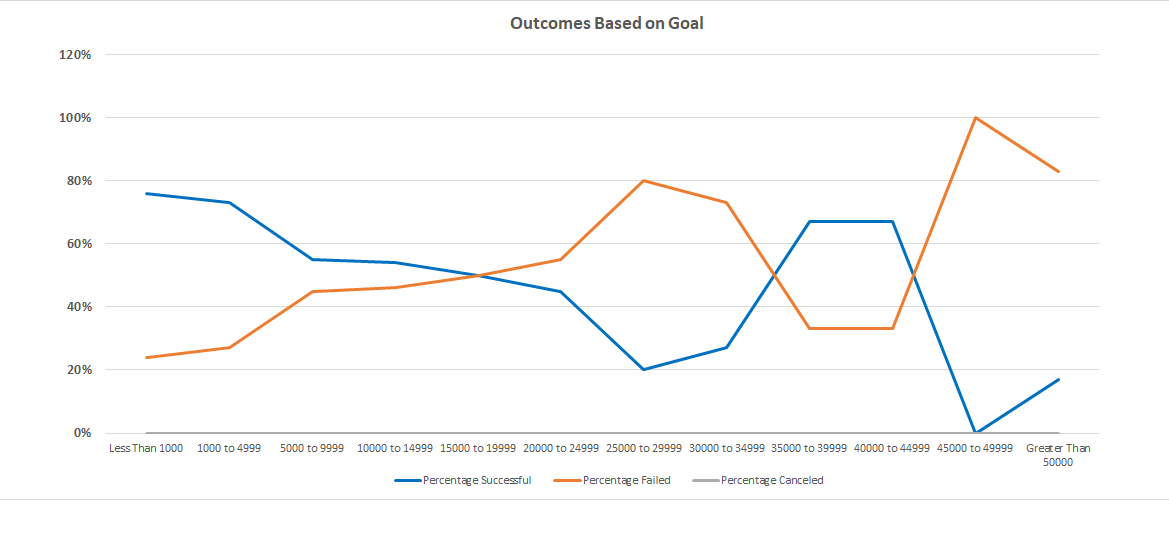 Outcomes Based on Goal
120%
100%
80%
60%
40%
20%
0%
Less Than 1000 1000 to 4999 5000 to 9999 10000 to 14999 15000 to 19999 20000 to 24999 25000 to 29999 30000 to 34999 35000 to 39999 40000 to 44999 45000 to 49999 Greater Than
50000
Percentage Successful Percentage Failed Percentage Canceled